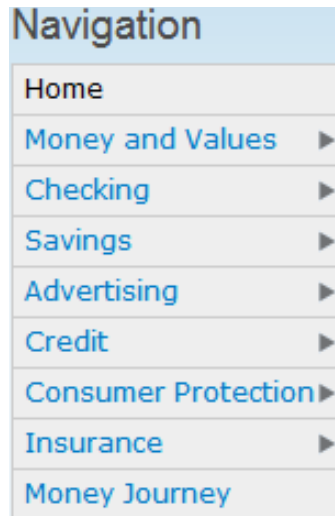 Navigation
Home
Money and Values
Checking
Savings
Advertising
Credit
Consumer Protection
Insurance
Money Journey